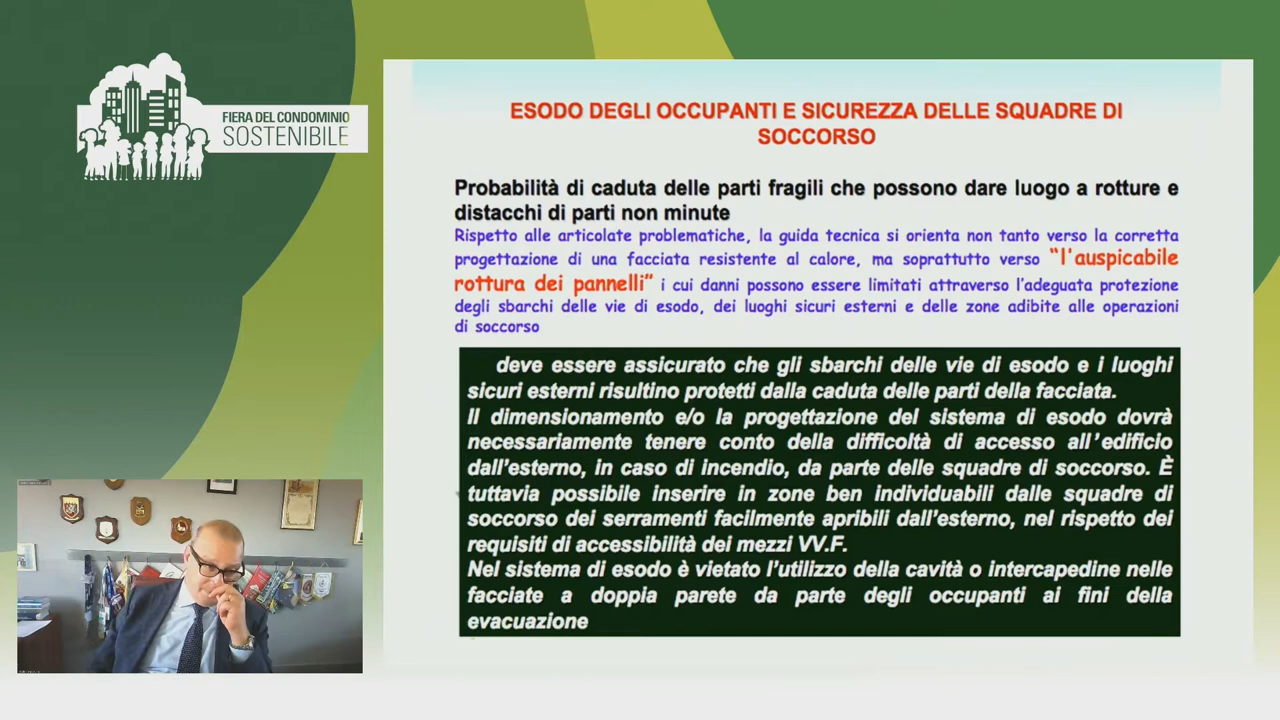 FIERA DEL CONDOMINIO
SOSTENIBILE
ESODO DEGLI OCCUPANTI E SICUREZZA DELLE SQUADRE DI
SOCCORSO
Probabilità di caduta delle parti fragili che possono dare luogo a rotture e
distacchi di parti non minute
Rispetto alle articolate problematiche, la guida tecnica si orienta non tanto verso la corretta
progettazione di una facciata resistente al calore, ma soprattutto verso “l'auspicabile
rottura dei pannelli” i cui danni possono essere limitati attraverso l’adeguata protezione
degli sbarchi delle vie di esodo, dei luoghi sicuri esterni e delle zone adibite alle operazioni
di soccorso
deve essere assicurato che gli sbarchi delle vie di esodo e i luoghi
sicuri esterni risultino protetti dalla caduta delle parti della facciata.
Il dimensionamento e/o la progettazione del sistema di esodo dovrà
necessariamente tenere conto della difficoltà di accesso all’edificio
dall’esterno, in caso di incendio, da parte delle squadre di soccorso. È
tuttavia possibile inserire in zone ben individuabili dalle squadre di
soccorso dei serramenti facilmente apribili dall’esterno, nel rispetto dei
requisiti di accessibilità dei mezzi VV.F.
Nel sistema di esodo è vietato l’utilizzo della cavità o intercapedine nelle
facciate a doppia parete da parte degli occupanti ai fini della
evacuazione